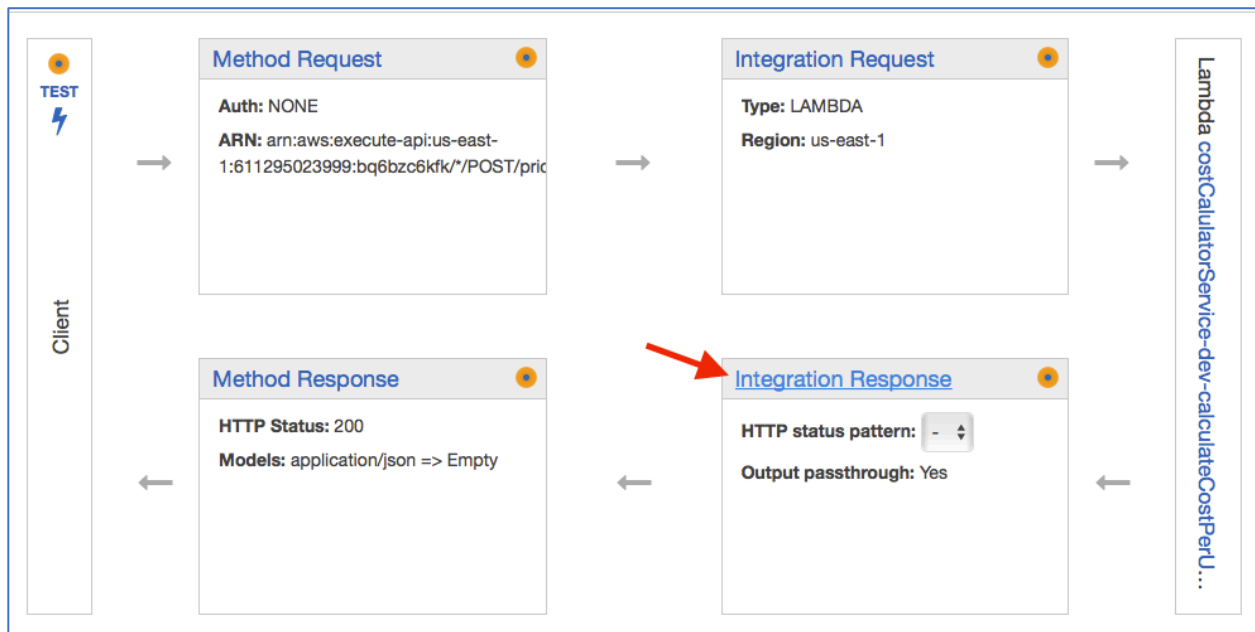 TEST
Client
Method Request
Auth: NONE
ARN: arn:aws:execute-api:us-east-
1:611295023999:bq6bzc6kfk/*/POST/pric
Integration Request
Type: LAMBDA
Region: us-east-1
Lambda costCalulatorService-dev-calculateCostPerU...
Method Response
HTTP Status: 200
Models: application/json => Empty
Integration Response
HTTP status pattern: -
Output passthrough: Yes